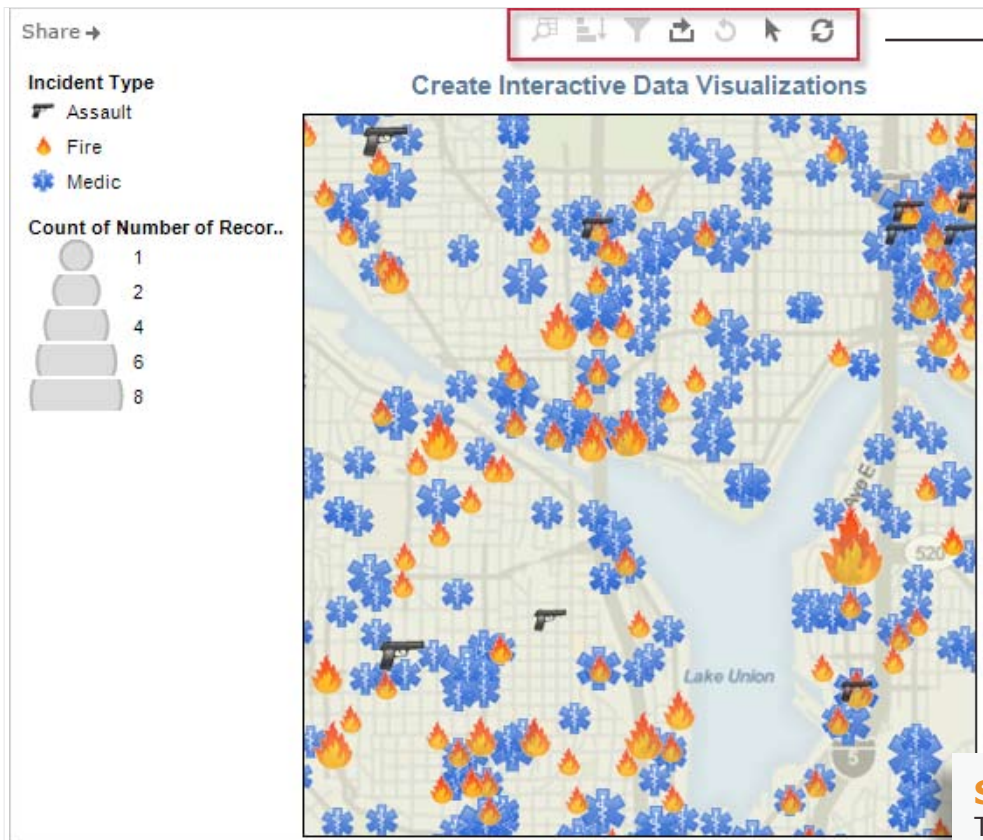 Share
Create Interactive Data Visualizations
Incident Type
Assault
Fire
Medic
Count of Number of Recor..
1
2
4
6
8
Ave E
520
Lake Union
5
S
T